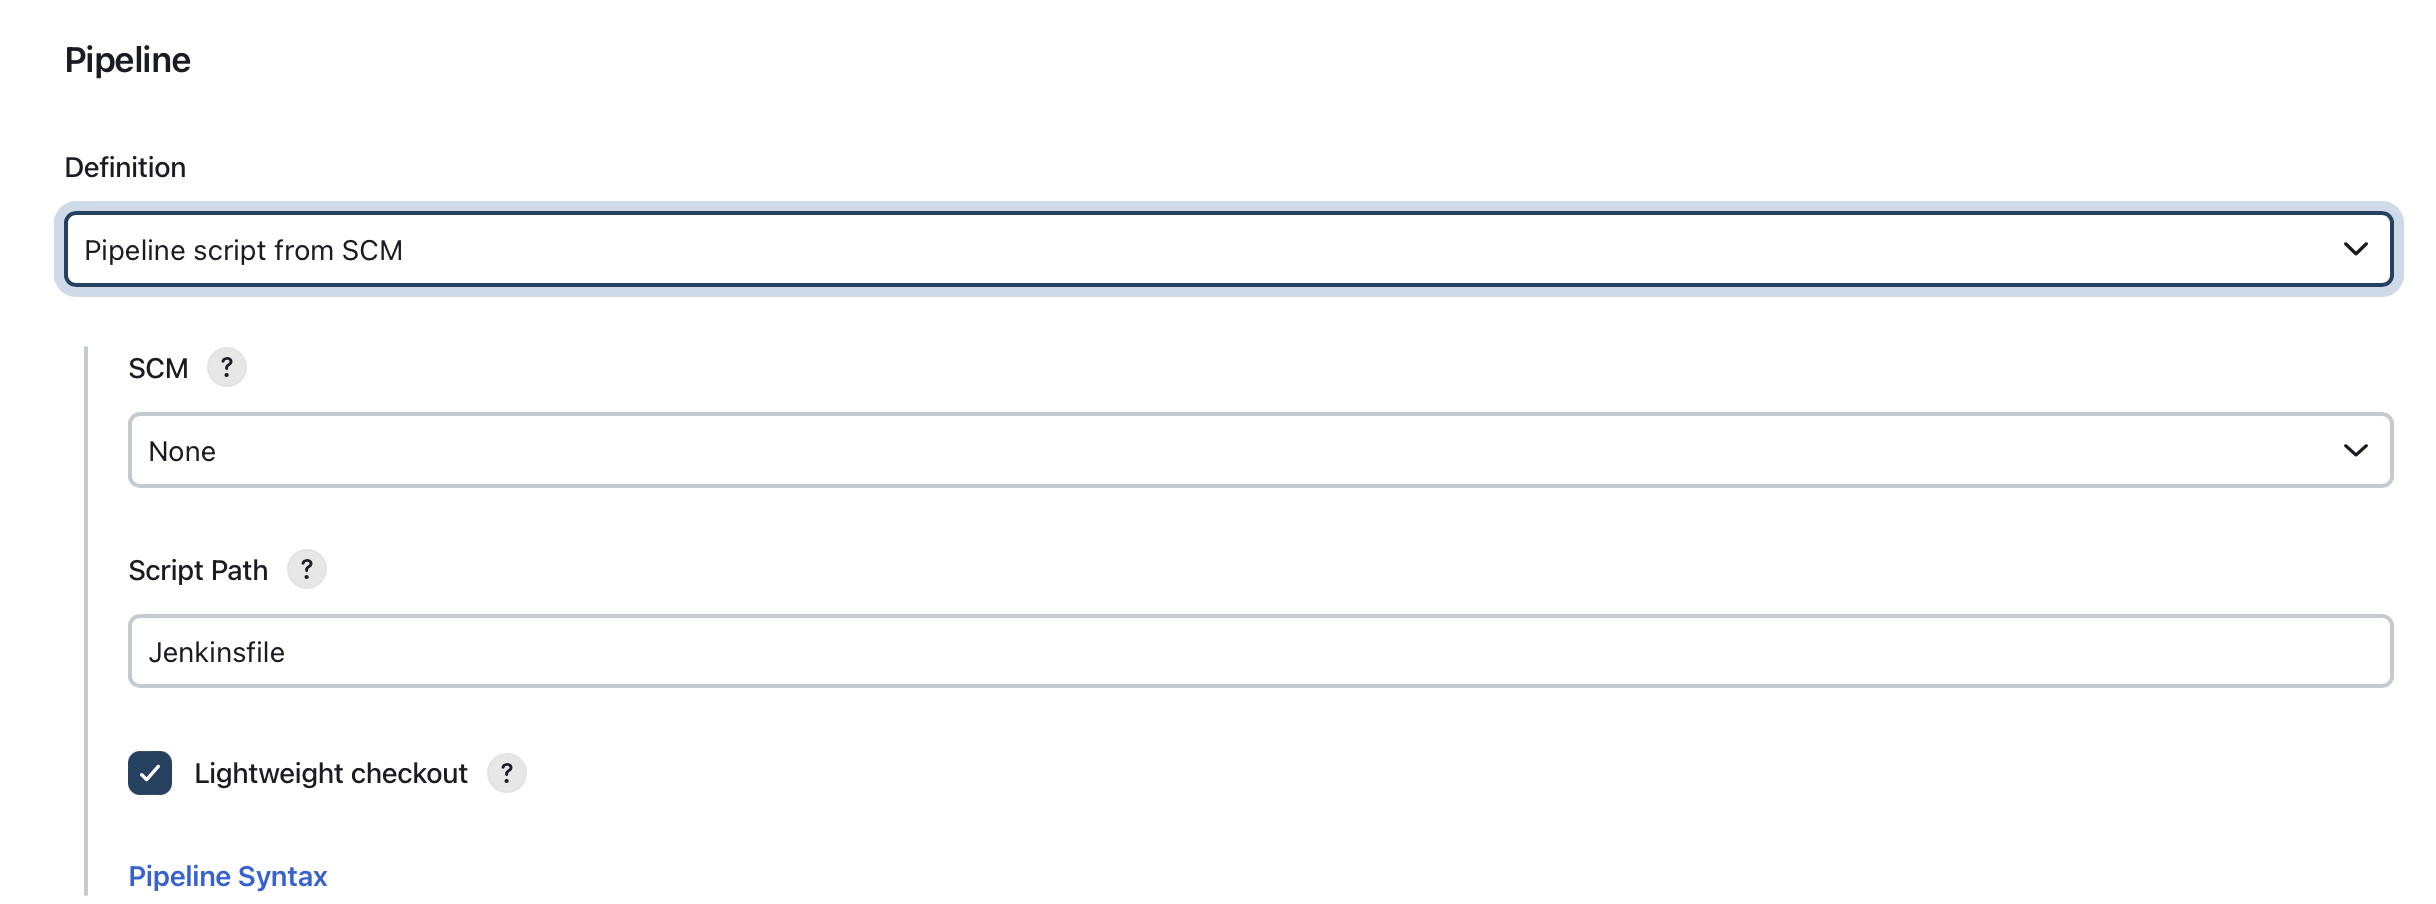 Pipeline
Definition
Pipeline script from SCM
SCM ?
None
Script Path ?
Jenkinsfile
Lightweight checkout ?
Pipeline Syntax